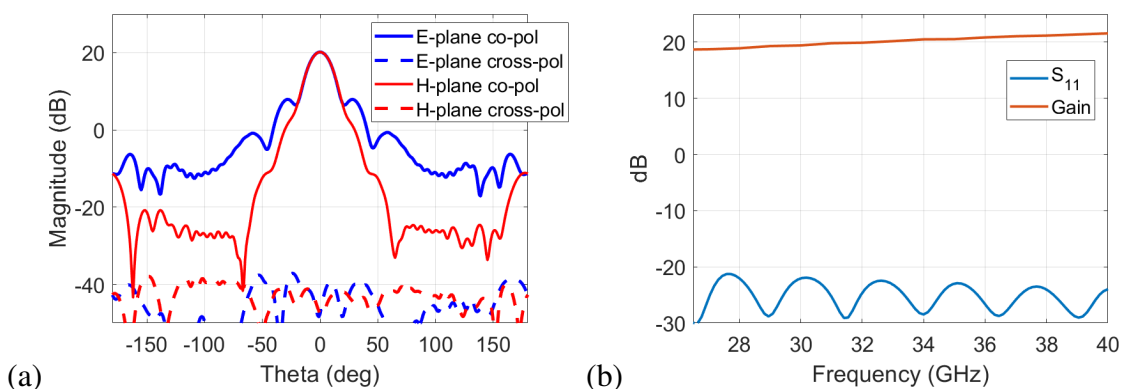 E-plane co-pol
E-plane cross-pol
H-plane co-pol
H-plane cross-pol
20
0
-20
-40
Magnitude (dB)
-150
-100
-50
0
50
100
150
Theta (deg)
(a)
S11
Gain
25
20
10
0
-10
-20
-30
dB
28
30
32
34
36
38
40
Frequency (GHz)
(b)